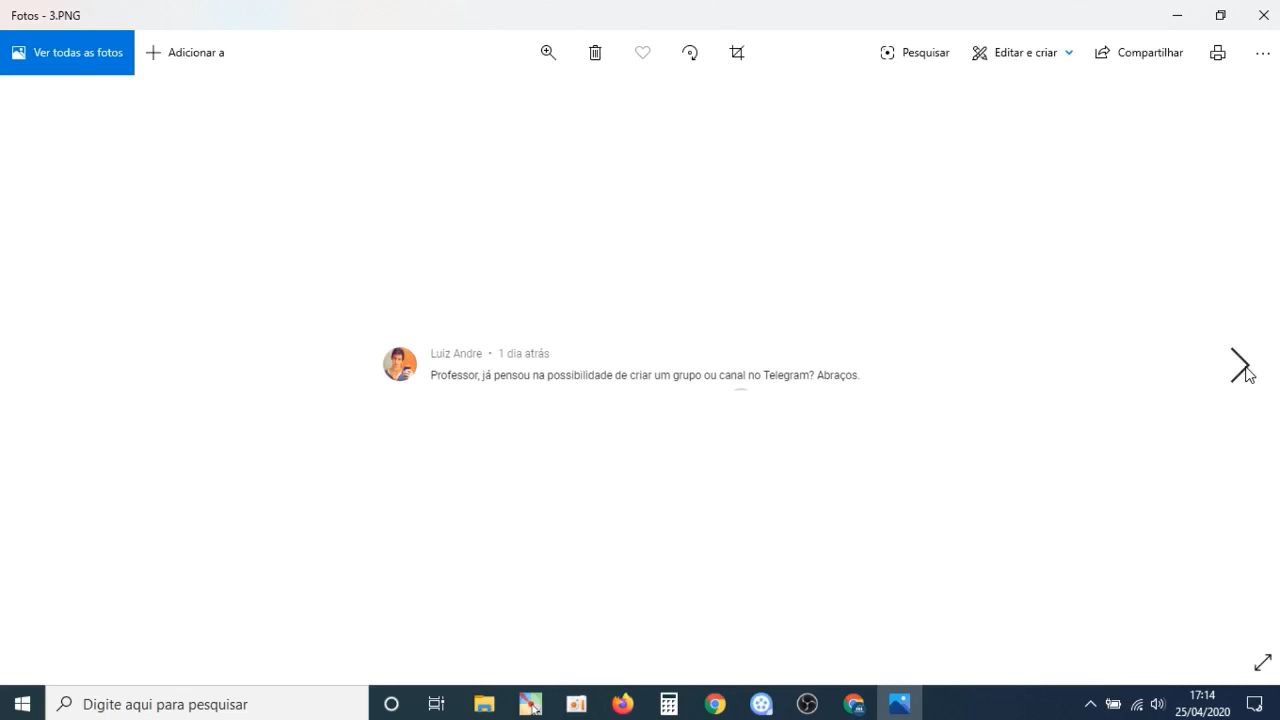 Fotos - 3.PNG
Ver todas as fotos
Adicionar a
Pesquisar
Editar e criar
Compartilhar
Luiz Andre • 1 dia atrás
Professor, já pensou na possibilidade de criar um grupo ou canal no Telegram? Abraços.
Digite aqui para pesquisar
17:14
25/04/2020